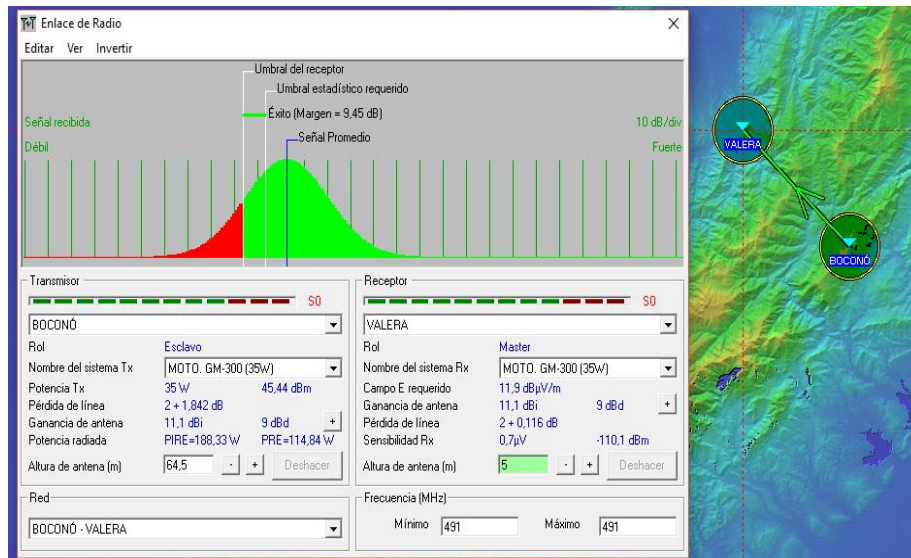 Enlace de Radio
Editar Ver Invertir
Umbral del receptor
Umbral estadístico requerido
Éxito (Margen = 9,45 dB)
Señal recibida
10 dB/div
Señal Promedio
Débil
Fuerte
Transmisor
S0
BOCONÓ
Rol Esclavo
Nombre del sistema Tx MOTO. GM-300 (35W)
Potencia Tx 35 W 45,44 dBm
Pérdida de línea 2 + 1,842 dB
Ganancia de antena 11,1 dBi 9 dBd +
Potencia radiada PIRE=188,33 W PRE=114,84 W
Altura de antena (m) 64,5 - + Deshacer
Receptor
S0
VALERA
Rol Master
Nombre del sistema Rx MOTO. GM-300 (35W)
Campo E requerido 11,9 dBµV/m
Ganancia de antena 11,1 dBi 9 dBd +
Pérdida de línea 2 + 0,116 dB
Sensibilidad Rx 0,7µV -110,1 dBm
Altura de antena (m) 5 - + Deshacer
Red
BOCONÓ - VALERA
Frecuencia (MHz)
Mínimo 491 Máximo 491
VALERA
BOCONÓ